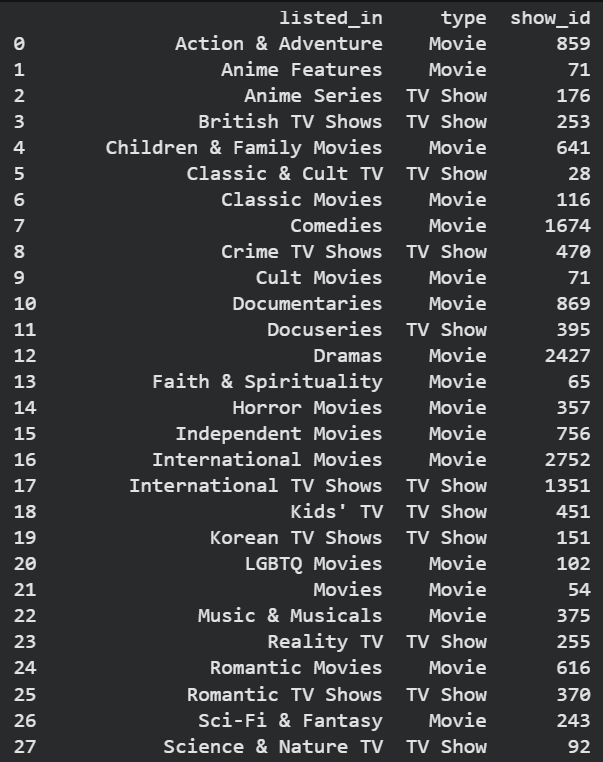 listed_in type show_id
0 Action & Adventure Movie 859
1 Anime Features Movie 71
2 Anime Series TV Show 176
3 British TV Shows TV Show 253
4 Children & Family Movies Movie 641
5 Classic & Cult TV TV Show 28
6 Classic Movies Movie 116
7 Comedies Movie 1674
8 Crime TV Shows TV Show 470
9 Cult Movies Movie 71
10 Documentaries Movie 869
11 Docuseries TV Show 395
12 Dramas Movie 2427
13 Faith & Spirituality Movie 65
14 Horror Movies Movie 357
15 Independent Movies Movie 756
16 International Movies Movie 2752
17 International TV Shows TV Show 1351
18 Kids' TV TV Show 451
19 Korean TV Shows TV Show 151
20 LGBTQ Movies Movie 102
21 Movies Movie 54
22 Music & Musicals Movie 375
23 Reality TV TV Show 255
24 Romantic Movies Movie 616
25 Romantic TV Shows TV Show 370
26 Sci-Fi & Fantasy Movie 243
27 Science & Nature TV TV Show 92